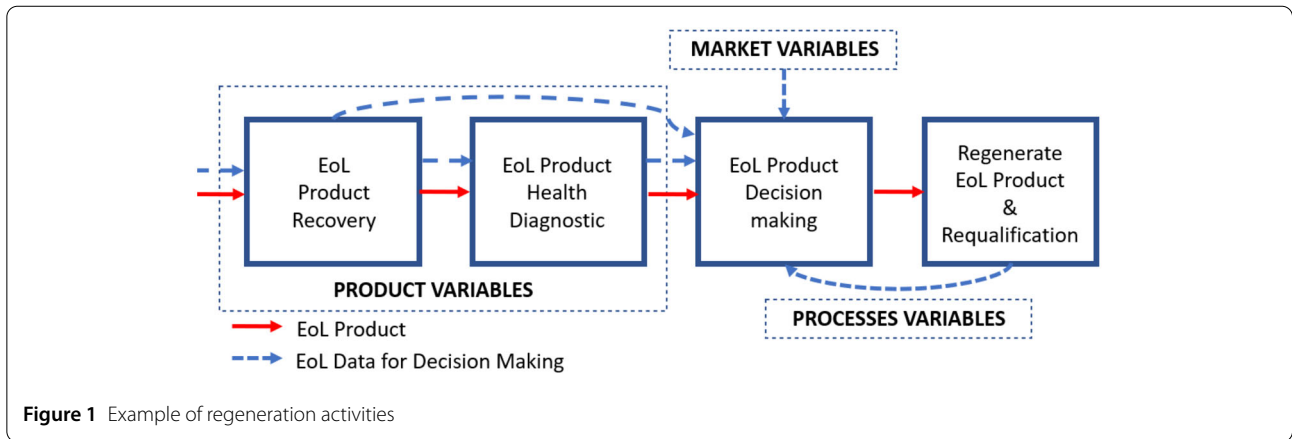 MARKET VARIABLES
EoL
Product
Recovery
EoL Product
Health
Diagnostic
EoL Product
Decision
making
Regenerate
EoL Product
&
Requalification
PRODUCT VARIABLES
PROCESSES VARIABLES
EoL Product
EoL Data for Decision Making
Figure 1 Example of regeneration activities